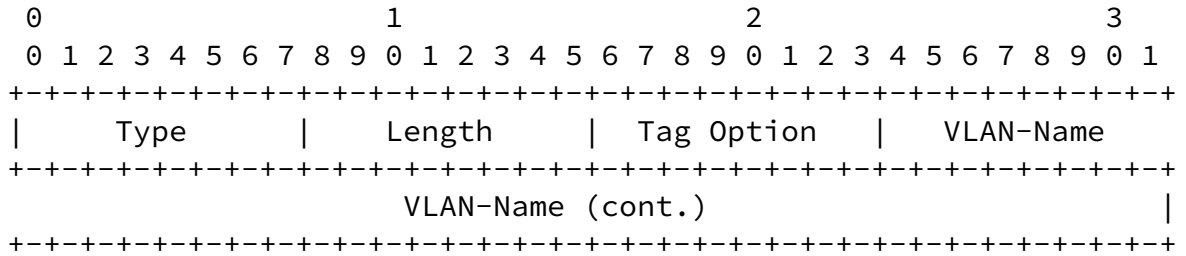 0                   1                   2                   3
 0 1 2 3 4 5 6 7 8 9 0 1 2 3 4 5 6 7 8 9 0 1 2 3 4 5 6 7 8 9 0 1
+-+-+-+-+-+-+-+-+-+-+-+-+-+-+-+-+-+-+-+-+-+-+-+-+-+-+-+-+-+-+-+-+
|     Type      |    Length     |  Tag Option   |   VLAN-Name
+-+-+-+-+-+-+-+-+-+-+-+-+-+-+-+-+-+-+-+-+-+-+-+-+-+-+-+-+-+-+-+-+
                      VLAN-Name (cont.)                         |
+-+-+-+-+-+-+-+-+-+-+-+-+-+-+-+-+-+-+-+-+-+-+-+-+-+-+-+-+-+-+-+-+